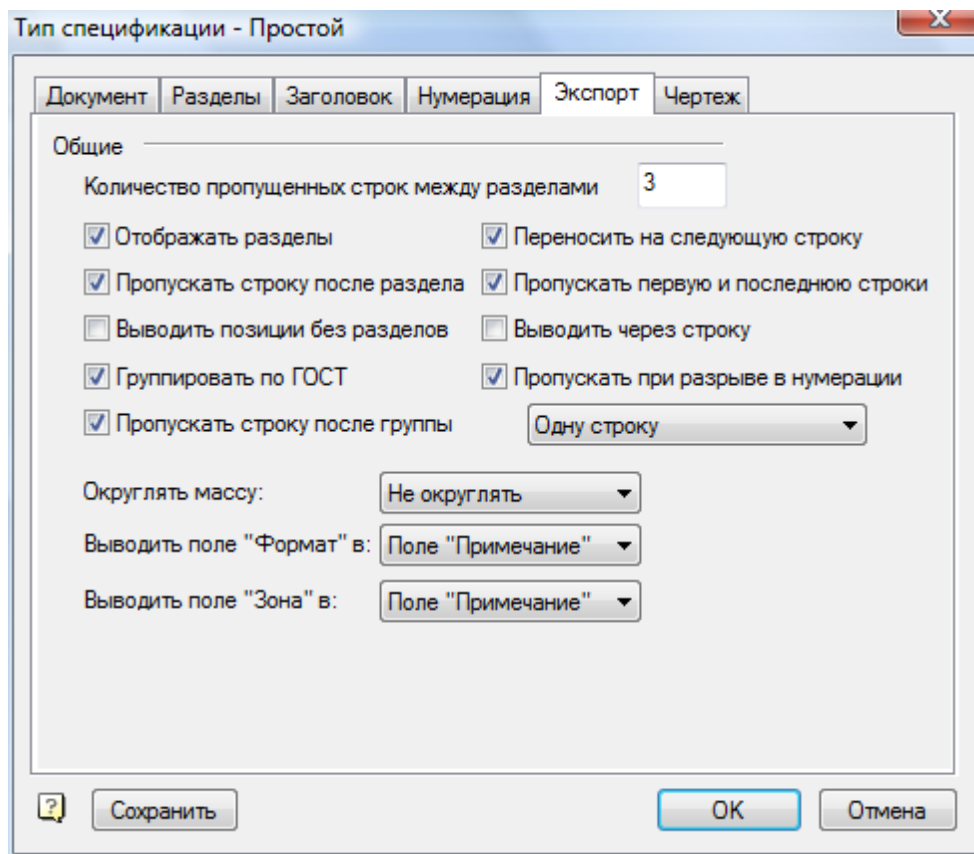 Тип спецификации - Простой
Документ Разделы Заголовок Нумерация Экспорт Чертеж
Общие
Количество пропущенных строк между разделами 3
Отображать разделы Переносить на следующую строку
Пропускать строку после раздела Пропускать первую и последнюю строки
Выводить позиции без разделов Выводить через строку
Группировать по ГОСТ Пропускать при разрыве в нумерации
Пропускать строку после группы Одну строку
Округлять массу: Не округлять
Выводить поле "Формат" в: Поле "Примечание"
Выводить поле "Зона" в: Поле "Примечание"
? Сохранить OK Отмена